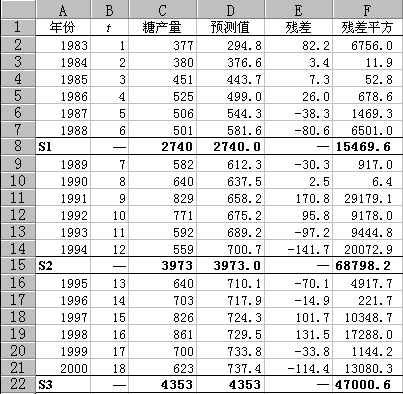 A B C D E F
1 年份 t 糖产量 预测值 残差 残差平方
2 1983 1 377 294.8 82.2 6756.0
3 1984 2 380 376.6 3.4 11.9
4 1985 3 451 443.7 7.3 52.8
5 1986 4 525 499.0 26.0 678.6
6 1987 5 506 544.3 -38.3 1469.3
7 1988 6 501 581.6 -80.6 6501.0
8 S1 — 2740 2740.0 — 15469.6
9 1989 7 582 612.3 -30.3 917.0
10 1990 8 640 637.5 2.5 6.4
11 1991 9 829 658.2 170.8 29179.1
12 1992 10 771 675.2 95.8 9178.0
13 1993 11 592 689.2 -97.2 9444.8
14 1994 12 559 700.7 -141.7 20072.9
15 S2 — 3973 3973.0 — 68798.2
16 1995 13 640 710.1 -70.1 4917.7
17 1996 14 703 717.9 -14.9 221.7
18 1997 15 826 724.3 101.7 10348.7
19 1998 16 861 729.5 131.5 17288.0
20 1999 17 700 733.8 -33.8 1144.2
21 2000 18 623 737.4 -114.4 13080.3
22 S3 — 4353 4353 — 47000.6